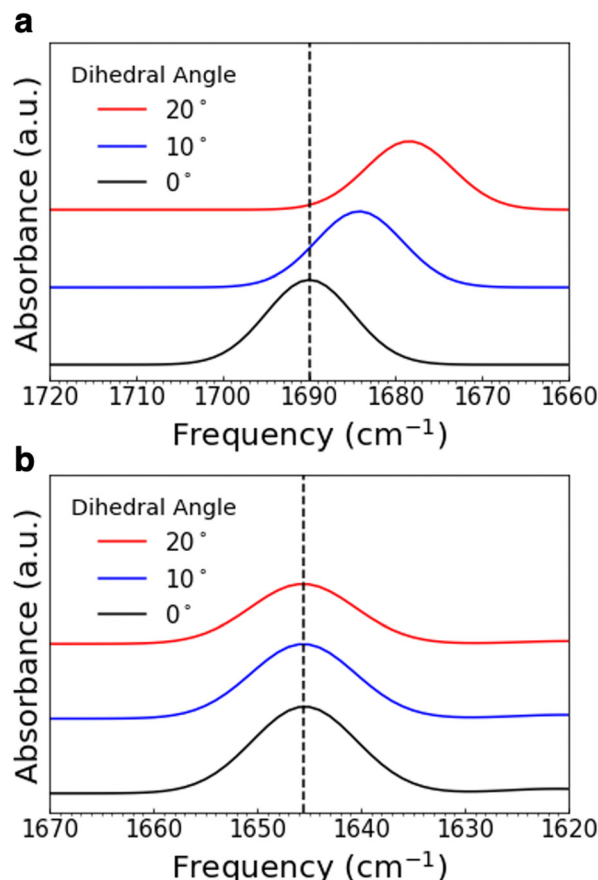 a
Absorbance (a.u.)
Dihedral Angle
20°
10°
0°
1720 1710 1700 1690 1680 1670 1660
Frequency (cm⁻¹)
b
Absorbance (a.u.)
Dihedral Angle
20°
10°
0°
1670 1660 1650 1640 1630 1620
Frequency (cm⁻¹)